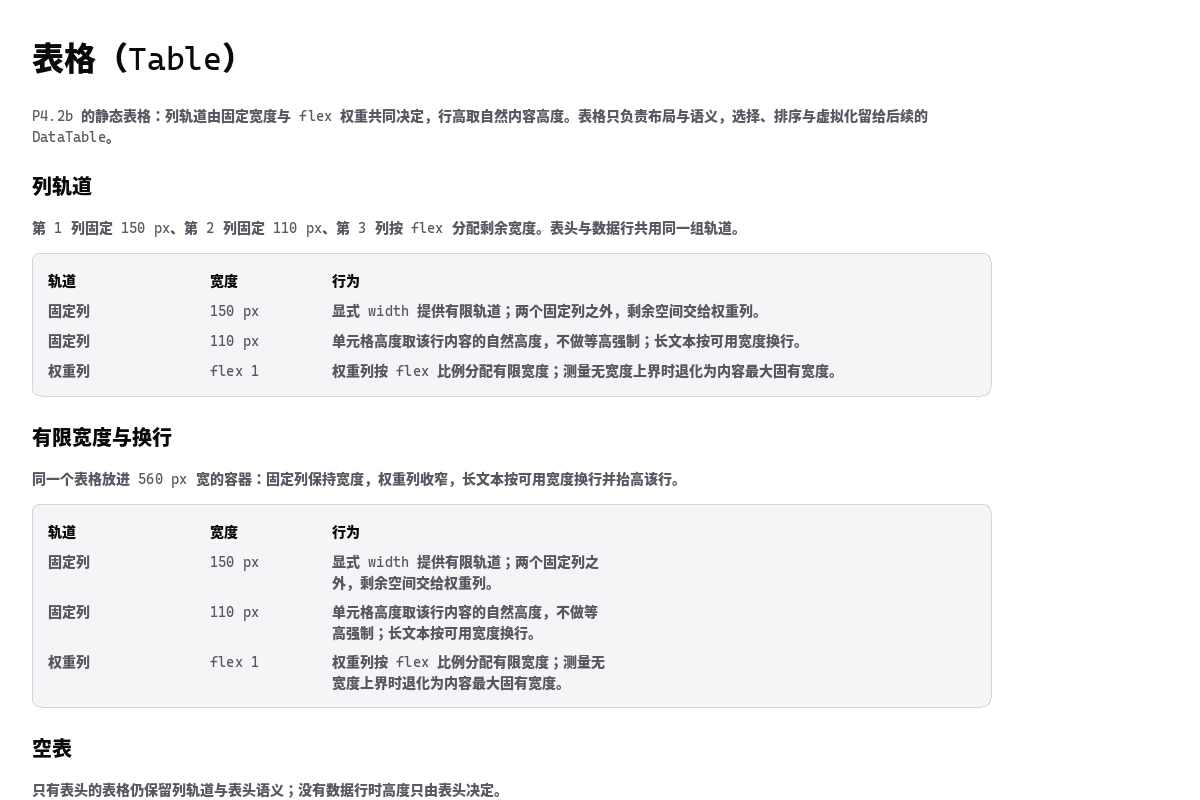 表格（Table）
P4.2b 的静态表格：列轨道由固定宽度与 flex 权重共同决定，行高取自然内容高度。表格只负责布局与语义，选择、排序与虚拟化留给后续的
DataTable。
列轨道
第 1 列固定 150 px、第 2 列固定 110 px、第 3 列按 flex 分配剩余宽度。表头与数据行共用同一组轨道。
轨道 宽度 行为
固定列 150 px 显式 width 提供有限轨道；两个固定列之外，剩余空间交给权重列。
固定列 110 px 单元格高度取该行内容的自然高度，不做等高强制；长文本按可用宽度换行。
权重列 flex 1 权重列按 flex 比例分配有限宽度；测量无宽度上界时退化为内容最大固有宽度。
有限宽度与换行
同一个表格放进 560 px 宽的容器：固定列保持宽度，权重列收窄，长文本按可用宽度换行并抬高该行。
轨道 宽度 行为
固定列 150 px 显式 width 提供有限轨道；两个固定列之
外，剩余空间交给权重列。
固定列 110 px 单元格高度取该行内容的自然高度，不做等
高强制；长文本按可用宽度换行。
权重列 flex 1 权重列按 flex 比例分配有限宽度；测量无
宽度上界时退化为内容最大固有宽度。
空表
只有表头的表格仍保留列轨道与表头语义；没有数据行时高度只由表头决定。